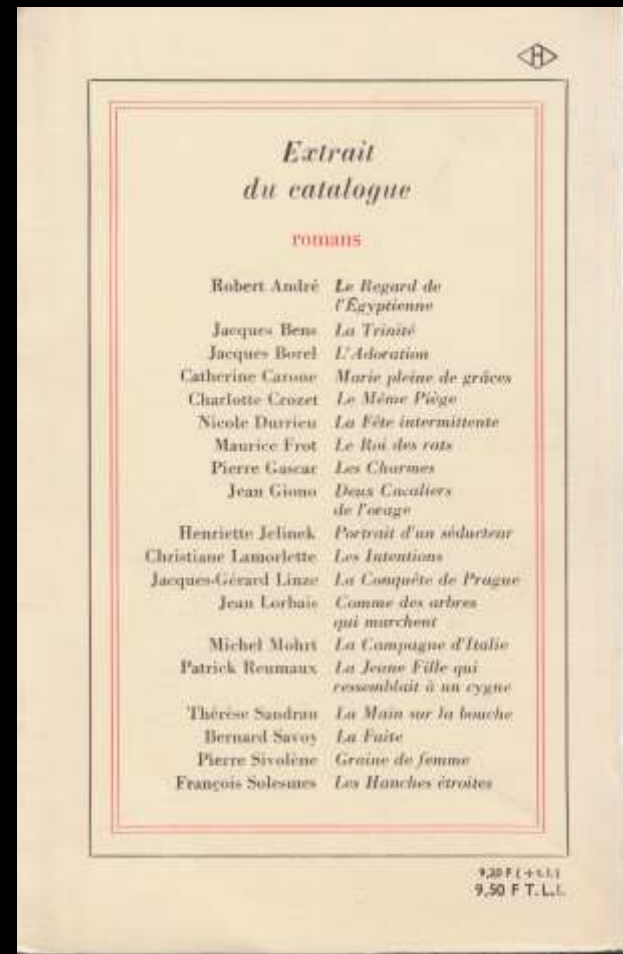 H
Extrait
du catalogue
romans
Robert André Le Regard de
l'Égyptienne
Jacques Bens La Trinité
Jacques Borel L'Adoration
Catherine Carone Marie pleine de grâces
Charlotte Crozet Le Même Piège
Nicole Durrieu La Fête intermittente
Maurice Frot Le Roi des rats
Pierre Gascar Les Charmes
Jean Giono Deux Cavaliers
de l'orage
Henriette Jelinek Portrait d'un séducteur
Christiane Lamorlette Les Intentions
Jacques-Gérard Linze La Conquête de Prague
Jean Lorbais Comme des arbres
qui marchent
Michel Mohrt La Campagne d'Italie
Patrick Reumaux La Jeune Fille qui
ressemblait à un cygne
Thérèse Sandrau La Main sur la bouche
Bernard Savoy La Fuite
Pierre Sivolène Graine de femme
François Solesmes Les Hanches étroites
9,20 F (+ t.l.)
9,50 F T.L.I.